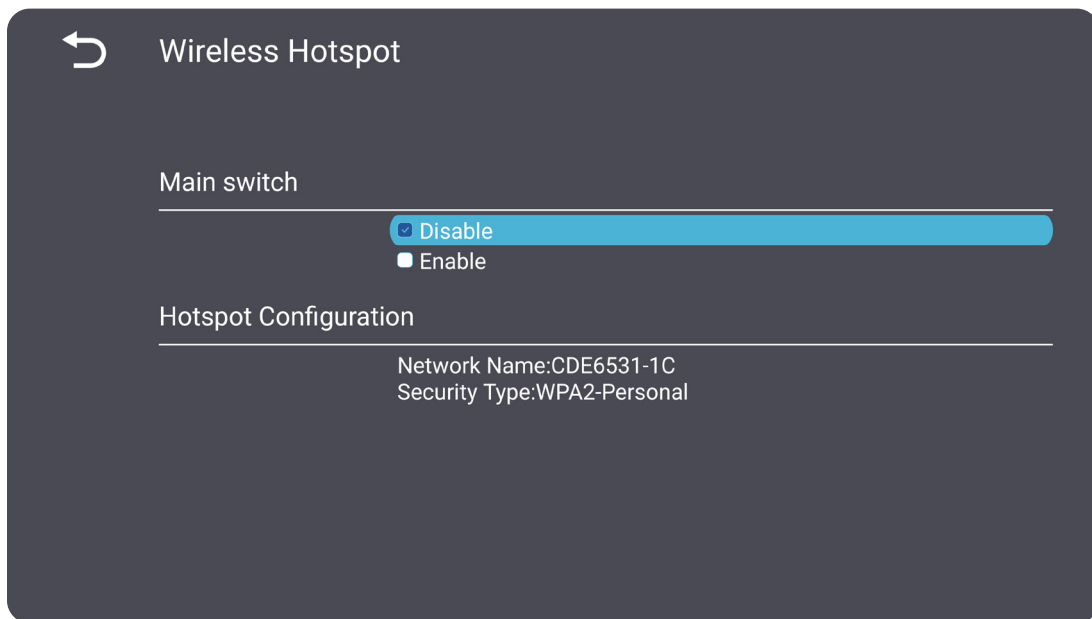 Wireless Hotspot
Main switch
Disable
Enable
Hotspot Configuration
Network Name:CDE6531-1C
Security Type:WPA2-Personal